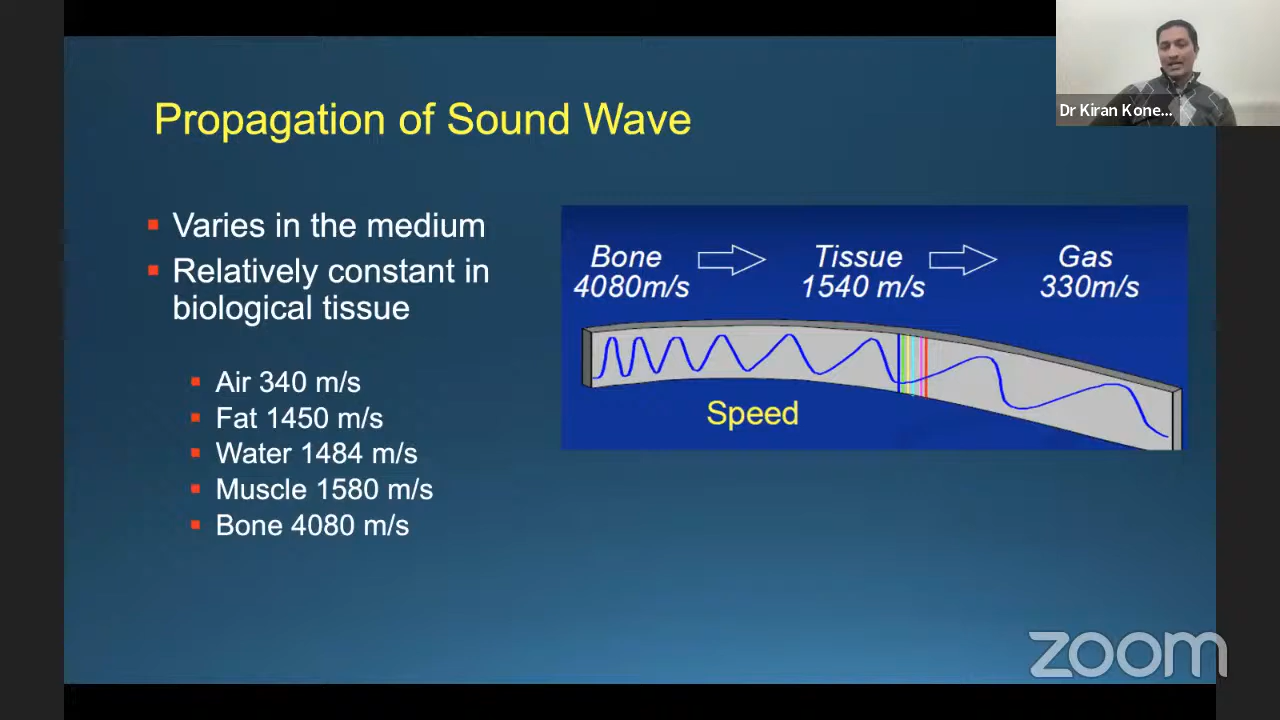 Propagation of Sound Wave
Dr Kiran Kone...
Varies in the medium
Relatively constant in
biological tissue
Air 340 m/s
Fat 1450 m/s
Water 1484 m/s
Muscle 1580 m/s
Bone 4080 m/s
Bone
4080m/s
Tissue
1540 m/s
Gas
330m/s
Speed
zoom